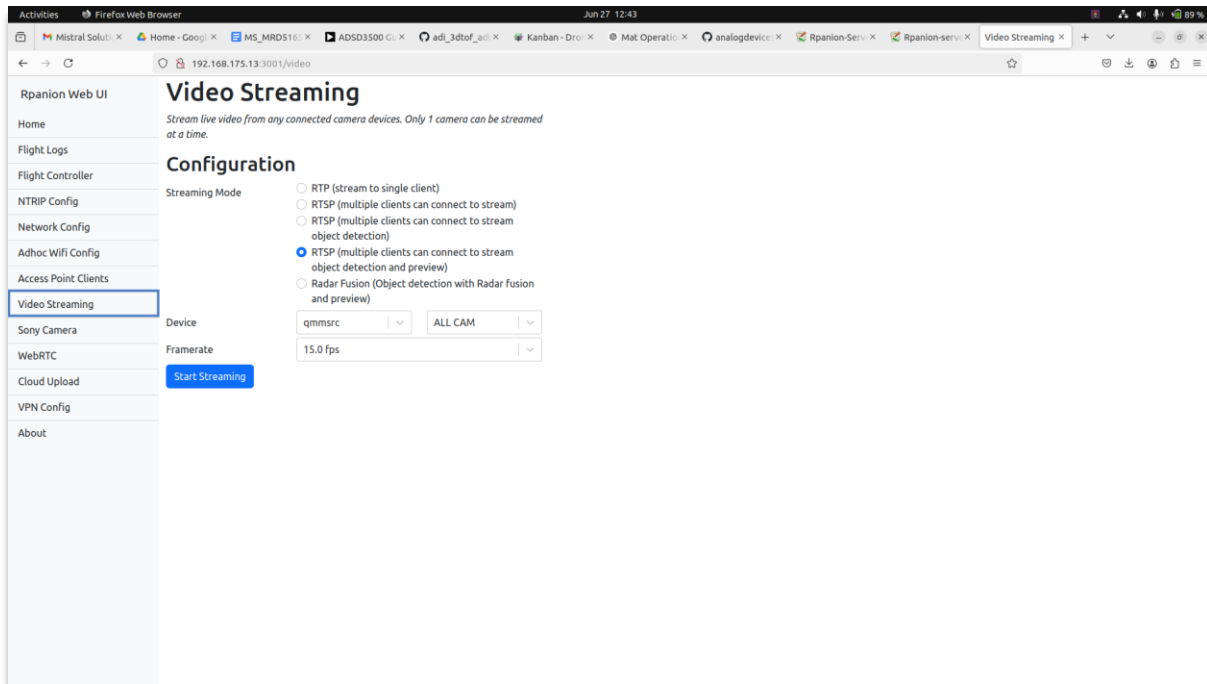 Activities Firefox Web Browser Jun 27 12:43 89 %
Mistral Soluti Home - Googl MS_MRD5165 ADSD3500 Gu adi_3dtof_ad Kanban - Dro Mat Operatio analogdevice Rpanion-Serv Rpanion-serv Video Streaming
192.168.175.13:3001/video
Rpanion Web UI
Home
Flight Logs
Flight Controller
NTRIP Config
Network Config
Adhoc Wifi Config
Access Point Clients
Video Streaming
Sony Camera
WebRTC
Cloud Upload
VPN Config
About
Video Streaming
Stream live video from any connected camera devices. Only 1 camera can be streamed
at a time.
Configuration
Streaming Mode
RTP (stream to single client)
RTSP (multiple clients can connect to stream)
RTSP (multiple clients can connect to stream
object detection)
RTSP (multiple clients can connect to stream
object detection and preview)
Radar Fusion (Object detection with Radar fusion
and preview)
Device qmmsrc ALL CAM
Framerate 15.0 fps
Start Streaming